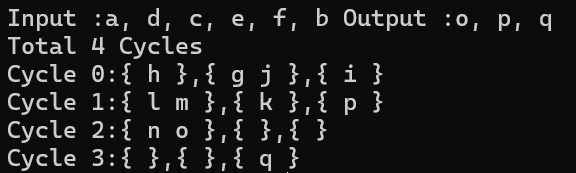 Input :a, d, c, e, f, b Output :o, p, q
Total 4 Cycles
Cycle 0:{ h },{ g j },{ i }
Cycle 1:{ l m },{ k },{ p }
Cycle 2:{ n o },{ },{ }
Cycle 3:{ },{ },{ q }